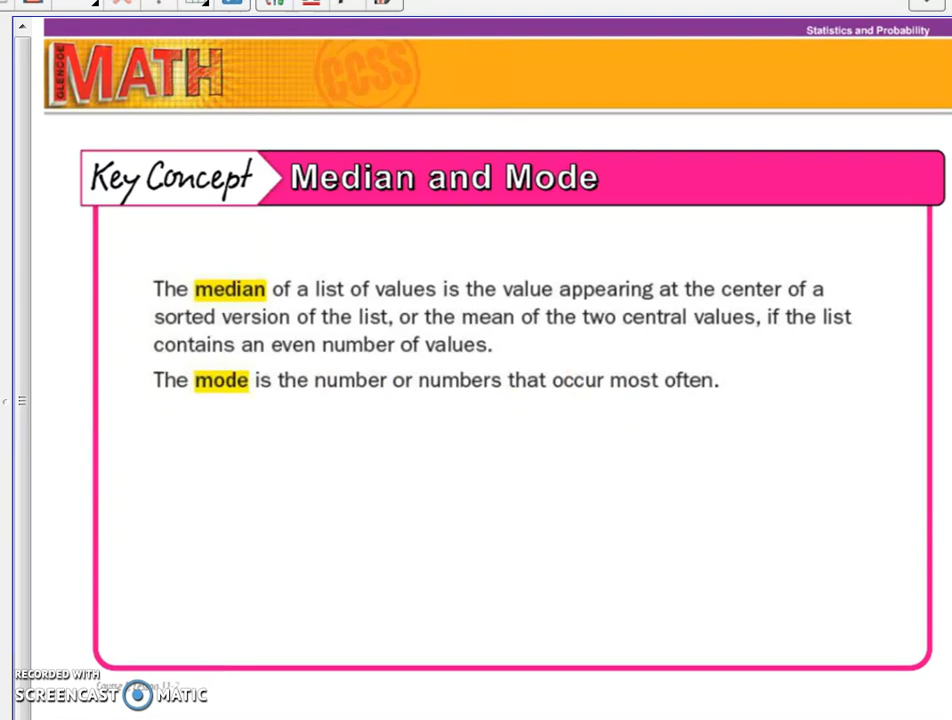 Statistics and Probability
GLENCOE
MATH
CCSS
Key Concept
Median and Mode
The median of a list of values is the value appearing at the center of a
sorted version of the list, or the mean of the two central values, if the list
contains an even number of values.
The mode is the number or numbers that occur most often.
RECORDED WITH
SCREENCAST MATIC